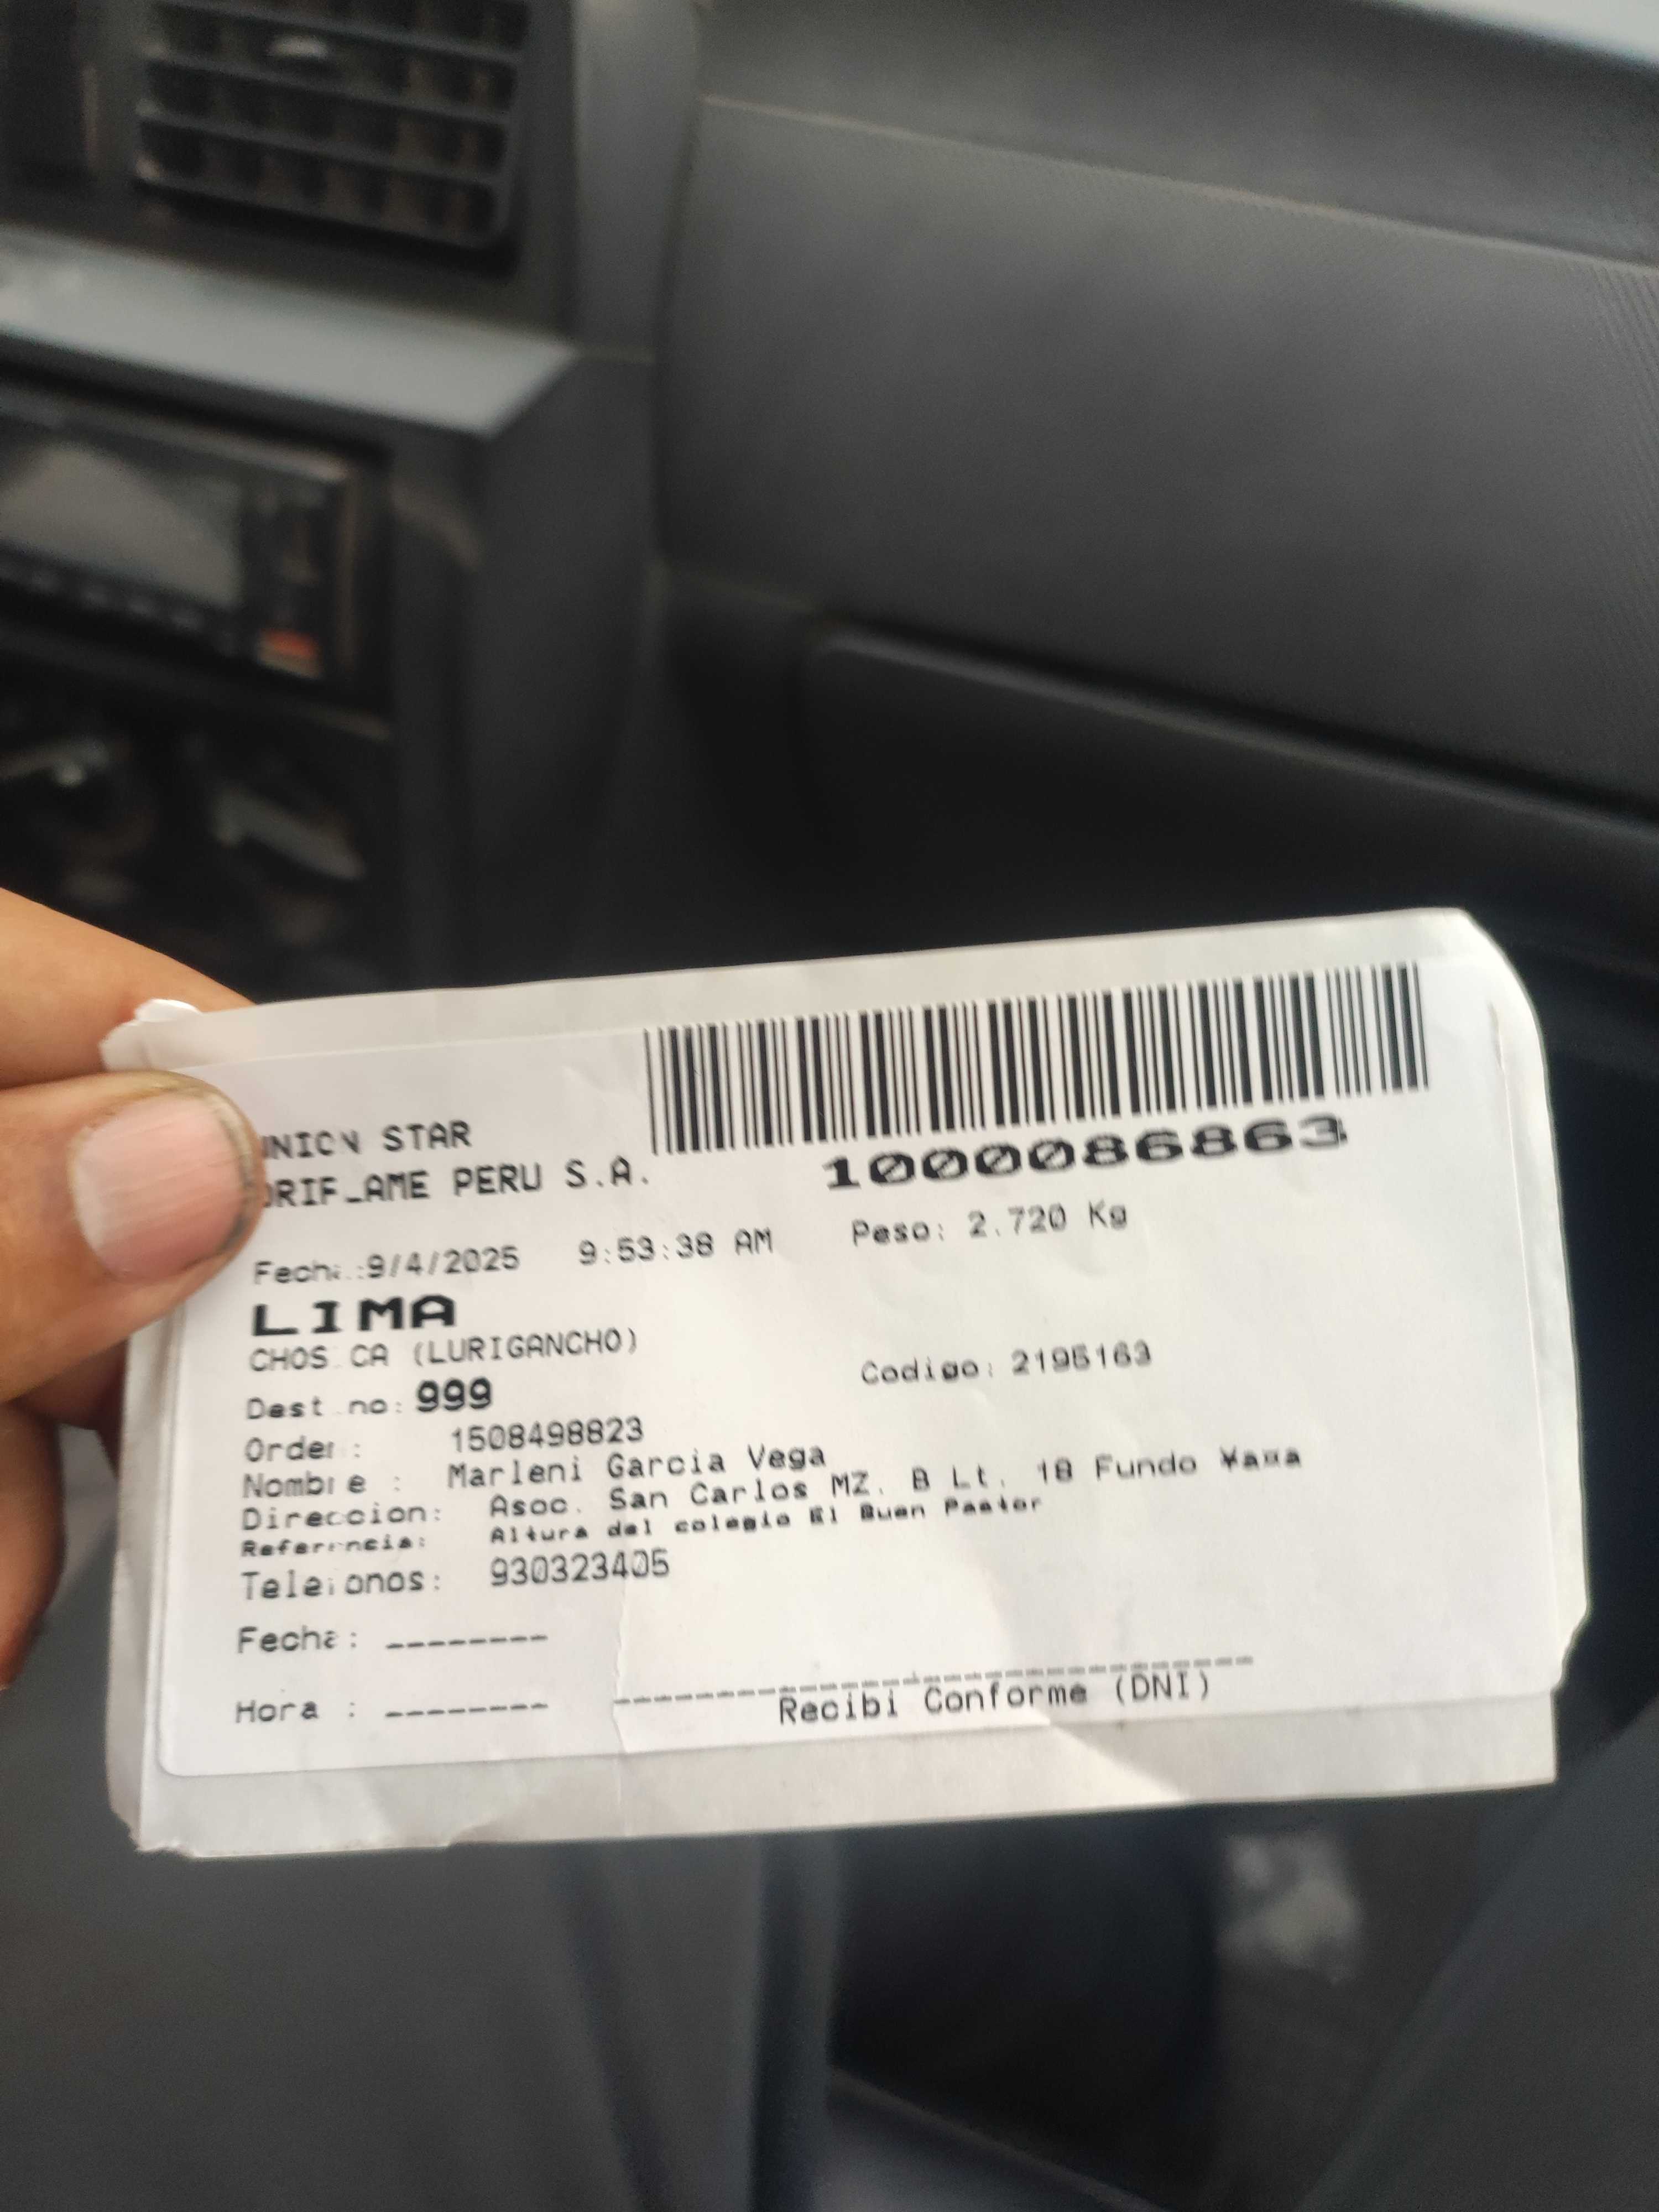 UNION STAR
ORIFLAME PERU S.A.
1000086863
Fecha.:9/4/2025 9:53:38 AM Peso: 2.720 Kg
LIMA
CHOSICA (LURIGANCHO)
Codigo: 2195163
Destino: 999
Orden: 1508498823
Nombre : Marleni Garcia Vega
Direccion: Asoc. San Carlos MZ. B Lt. 18 Fundo
Referencia: Altura del colegio El Buen Pastor
Telefonos: 930323405
Fecha: --------
Hora : --------
Recibi Conforme (DNI)